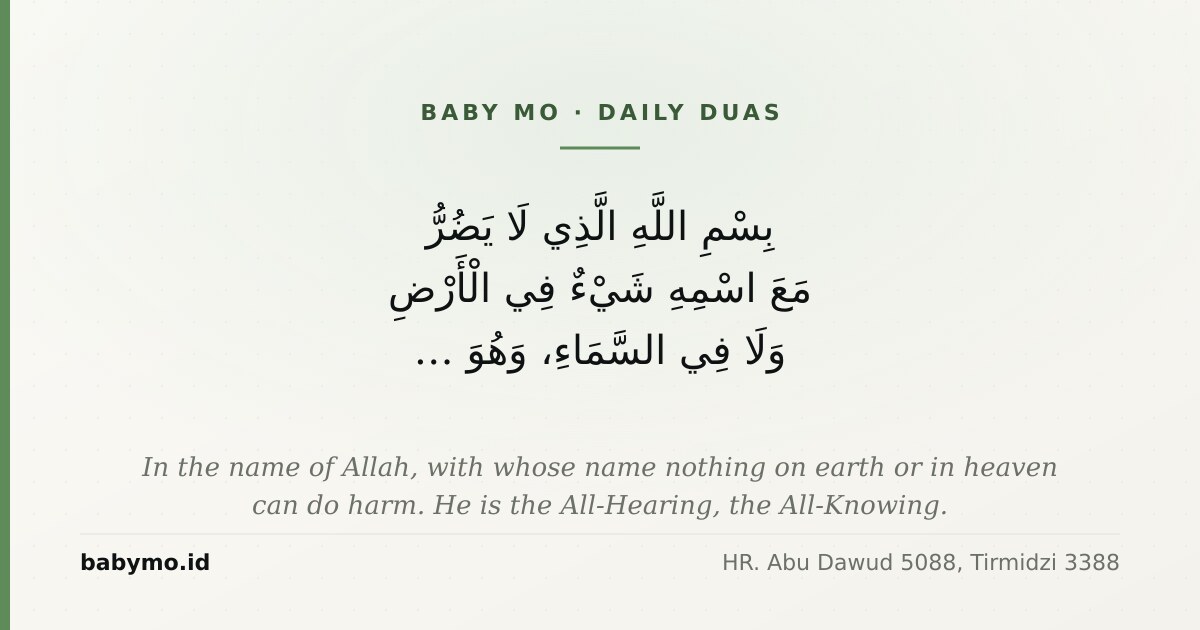 BABY MO · DAILY DUAS
بِسْمِ اللَّهِ الَّذِي لَا يَضُرُّ
مَعَ اسْمِهِ شَيْءٌ فِي الْأَرْضِ
وَلَا فِي السَّمَاءِ، وَهُوَ ...
In the name of Allah, with whose name nothing on earth or in heaven
can do harm. He is the All-Hearing, the All-Knowing.
babymo.id
HR. Abu Dawud 5088, Tirmidzi 3388